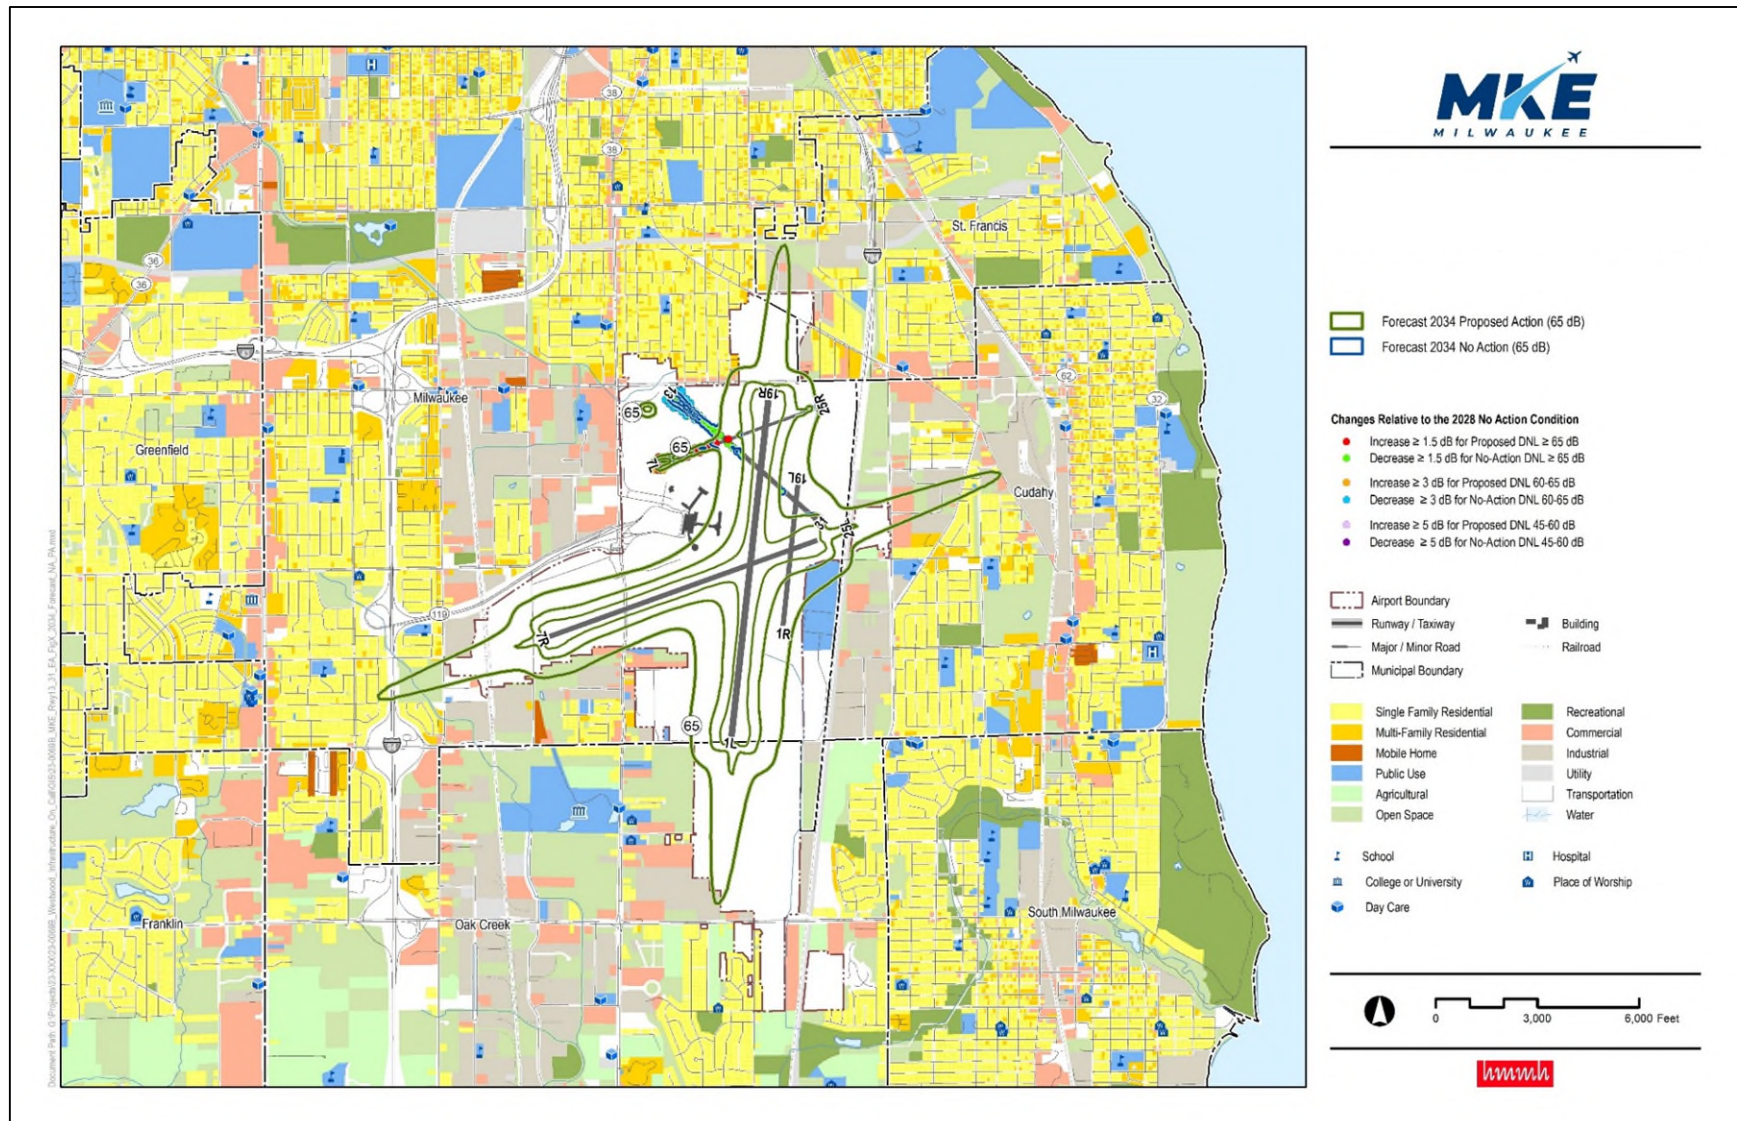 38
38
St. Francis
36
36
62
Milwaukee
32
65
13
19R
25R
Greenfield
65
7L
19L
Cudahy
31
25L
119
7R
1R
65
1L
Franklin
Oak Creek
South Milwaukee
MKE
MILWAUKEE
Forecast 2034 Proposed Action (65 dB)
Forecast 2034 No Action (65 dB)
Changes Relative to the 2028 No Action Condition
Increase ≥ 1.5 dB for Proposed DNL ≥ 65 dB
Decrease ≥ 1.5 dB for No-Action DNL ≥ 65 dB
Increase ≥ 3 dB for Proposed DNL 60-65 dB
Decrease ≥ 3 dB for No-Action DNL 60-65 dB
Increase ≥ 5 dB for Proposed DNL 45-60 dB
Decrease ≥ 5 dB for No-Action DNL 45-60 dB
Airport Boundary
Runway / Taxiway Building
Major / Minor Road Railroad
Municipal Boundary
Single Family Residential Recreational
Multi-Family Residential Commercial
Mobile Home Industrial
Public Use Utility
Agricultural Transportation
Open Space Water
School H Hospital
College or University Place of Worship
Day Care
0 3,000 6,000 Feet
hmmh